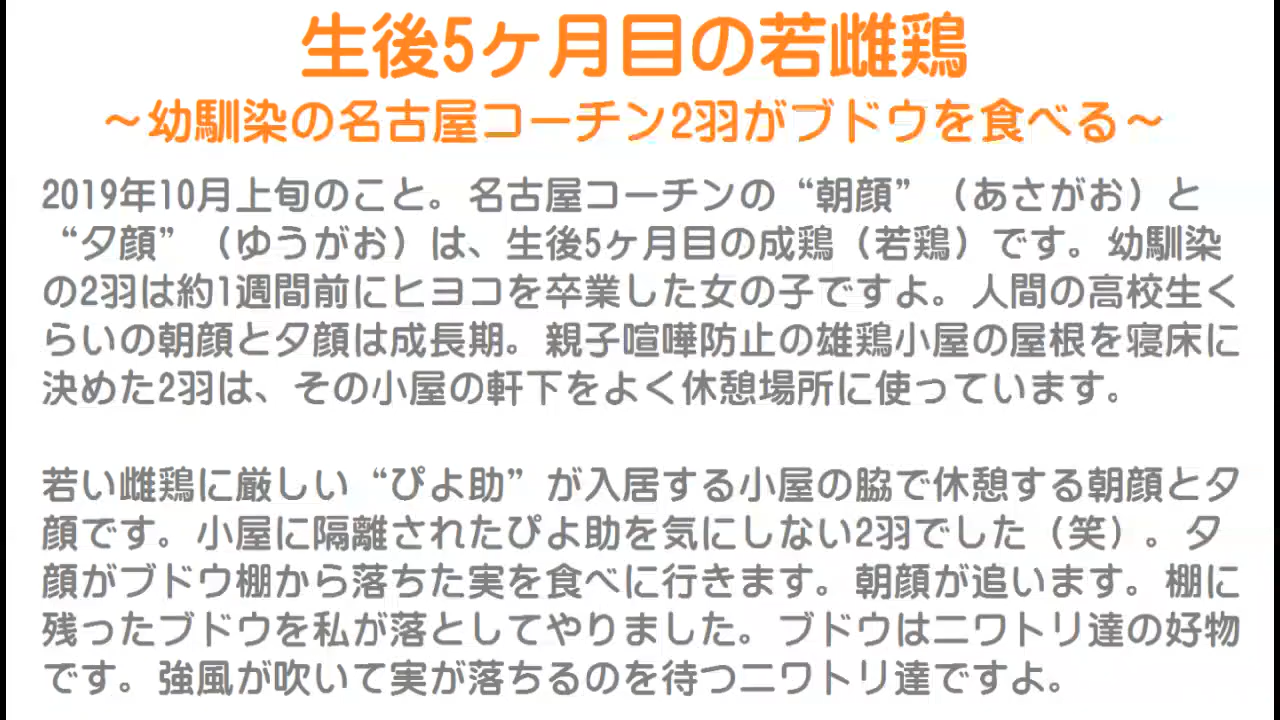 生後5ヶ月目の若雌鶏
～幼馴染の名古屋コーチン2羽がブドウを食べる～
2019年10月上旬のこと。名古屋コーチンの“朝顔”（あさがお）と
“夕顔”（ゆうがお）は、生後5ヶ月目の成鶏（若鶏）です。幼馴染
の2羽は約1週間前にヒヨコを卒業した女の子ですよ。人間の高校生く
らいの朝顔と夕顔は成長期。親子喧嘩防止の雄鶏小屋の屋根を寝床に
決めた2羽は、その小屋の軒下をよく休憩場所に使っています。
若い雌鶏に厳しい“ぴよ助”が入居する小屋の脇で休憩する朝顔と夕
顔です。小屋に隔離されたぴよ助を気にしない2羽でした（笑）。夕
顔がブドウ棚から落ちた実を食べに行きます。朝顔が追います。棚に
残ったブドウを私が落としてやりました。ブドウはニワトリ達の好物
です。強風が吹いて実が落ちるのを待つニワトリ達ですよ。